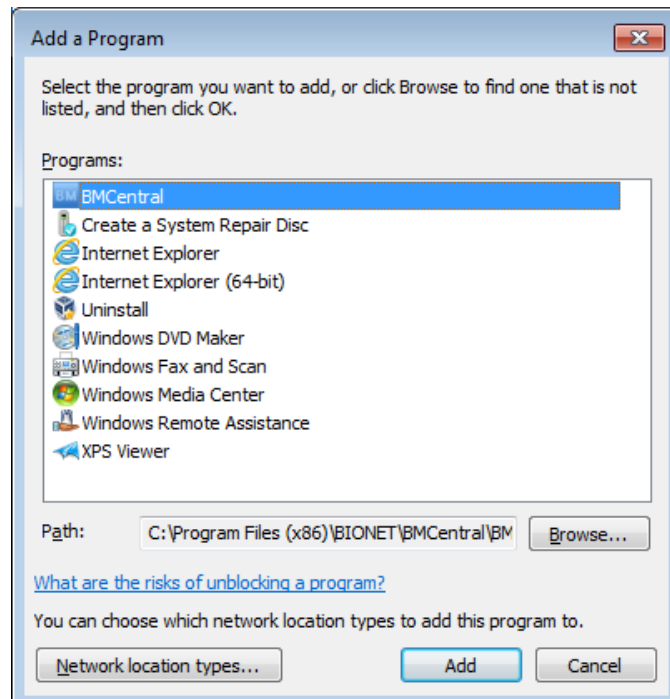 Add a Program
Select the program you want to add, or click Browse to find one that is not
listed, and then click OK.
Programs:
BM BMCentral
Create a System Repair Disc
Internet Explorer
Internet Explorer (64-bit)
Uninstall
Windows DVD Maker
Windows Fax and Scan
Windows Media Center
Windows Remote Assistance
XPS Viewer
Path: C:\Program Files (x86)\BIONET\BMCentral\BM Browse...
What are the risks of unblocking a program?
You can choose which network location types to add this program to.
Network location types... Add Cancel